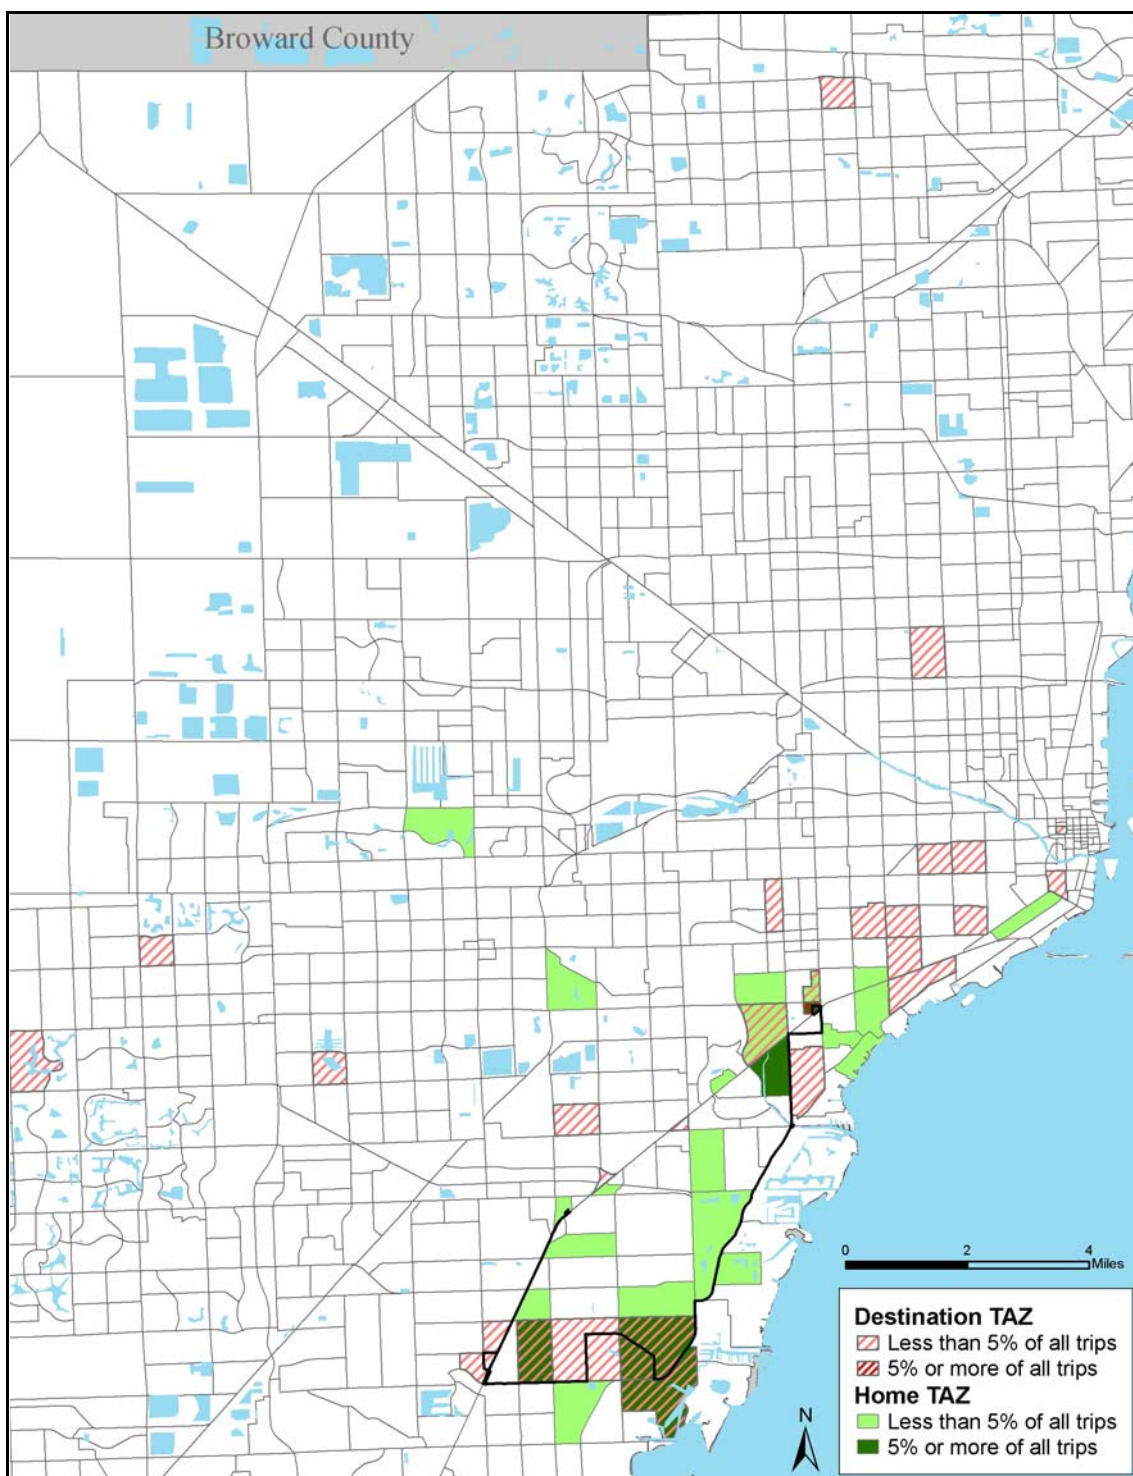 Broward County
0 2 4
Miles
Destination TAZ
Less than 5% of all trips
5% or more of all trips
Home TAZ
Less than 5% of all trips
5% or more of all trips
N